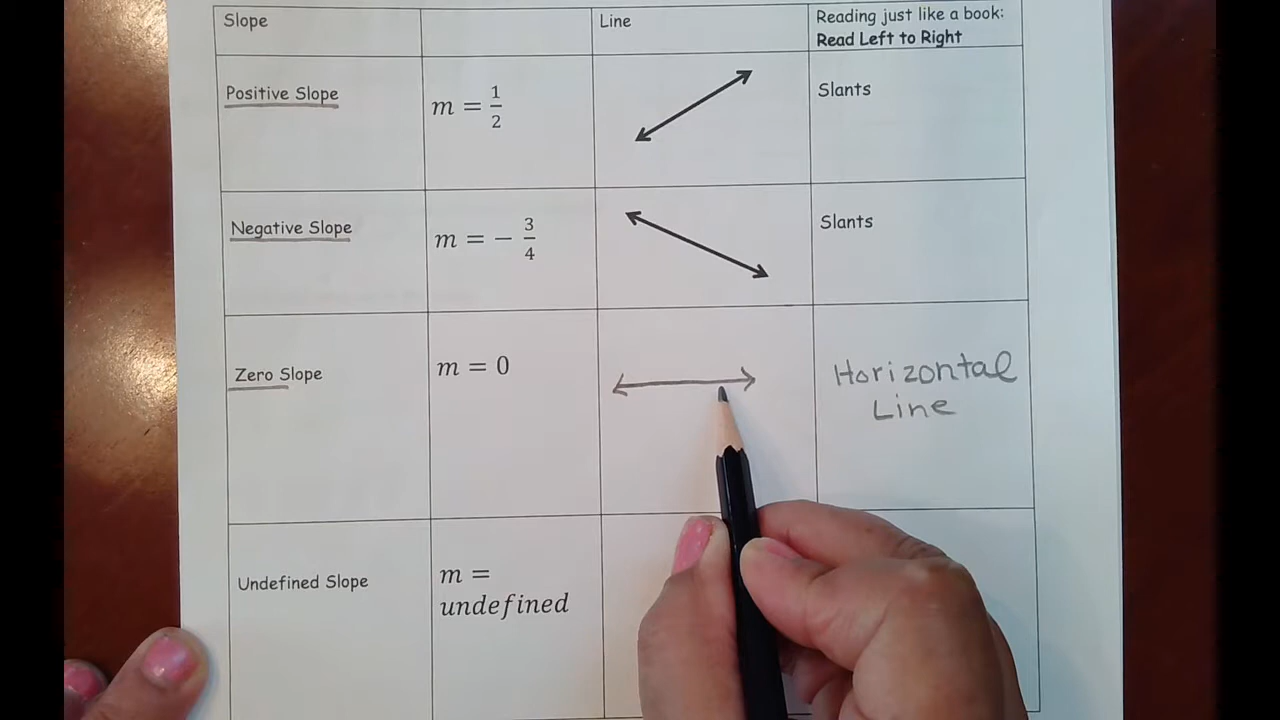 Slope
Line
Reading just like a book:
Read Left to Right
Positive Slope
m = 1/2
Slants
Negative Slope
m = - 3/4
Slants
Zero Slope
m = 0
Horizontal
Line
Undefined Slope
m =
undefined